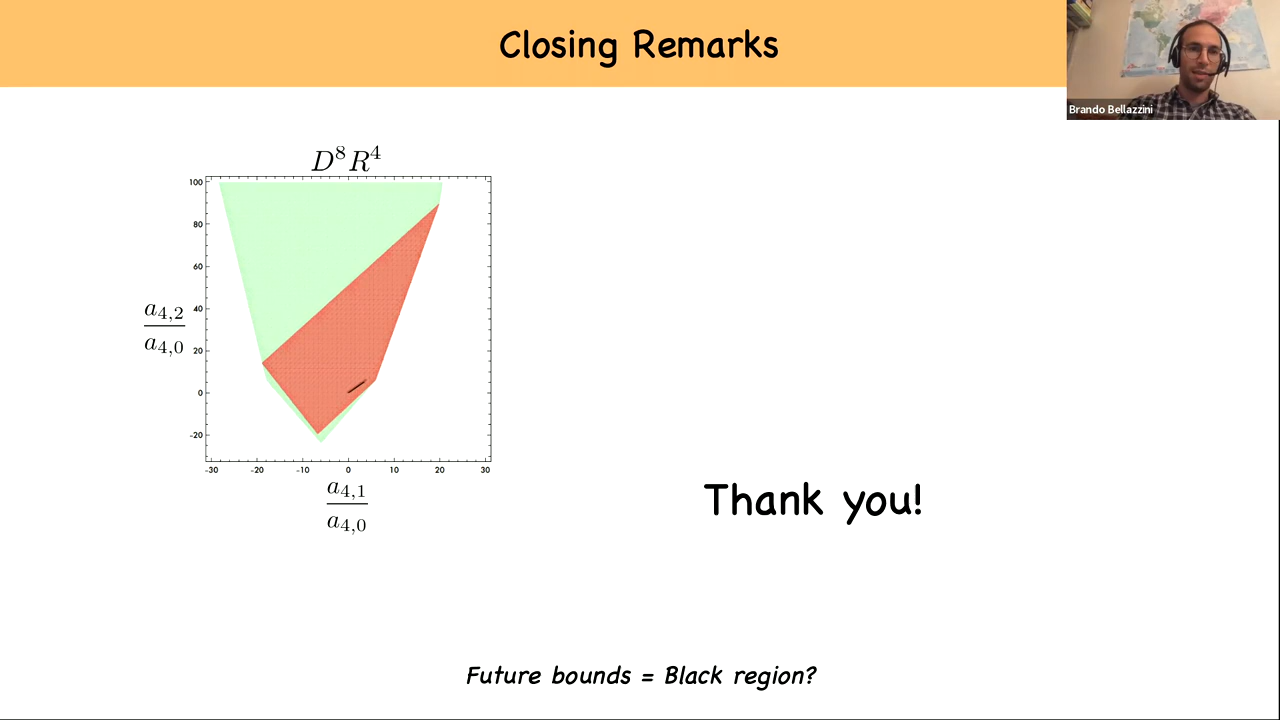 Closing Remarks
Brando Bellazzini
D⁸R⁴
100
80
60
40
20
0
-20
a₄,₂
a₄,₀
-30 -20 -10 0 10 20 30
a₄,₁
a₄,₀
Thank you!
Future bounds = Black region?